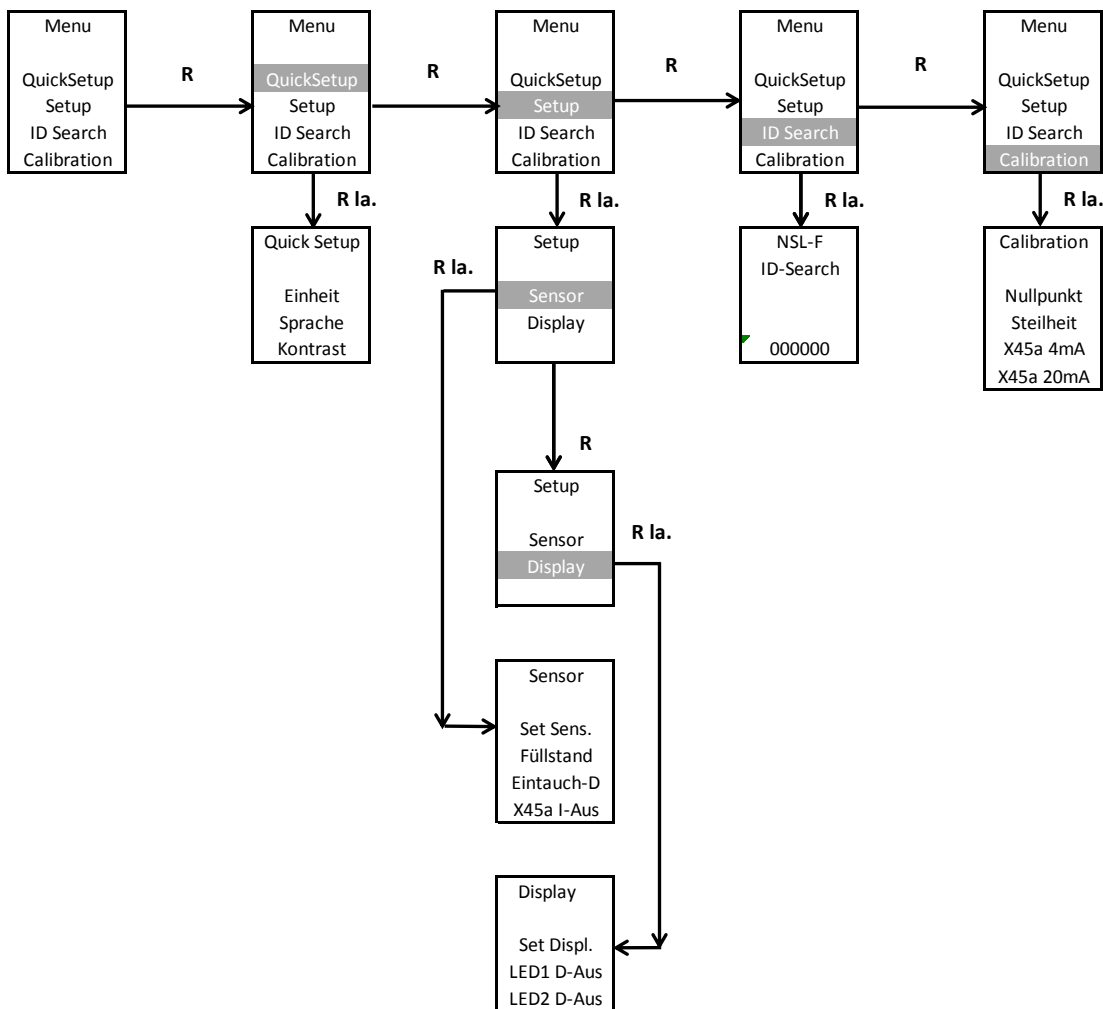 Menu
QuickSetup
Setup
ID Search
Calibration
R
Menu
QuickSetup
Setup
ID Search
Calibration
R
Menu
QuickSetup
Setup
ID Search
Calibration
R
Menu
QuickSetup
Setup
ID Search
Calibration
R
Menu
QuickSetup
Setup
ID Search
Calibration
R la.
R la.
R la.
R la.
Quick Setup
Einheit
Sprache
Kontrast
R la.
Setup
Sensor
Display
NSL-F
ID-Search
000000
Calibration
Nullpunkt
Steilheit
X45a 4mA
X45a 20mA
R
Setup
Sensor
Display
R la.
Sensor
Set Sens.
Füllstand
Eintauch-D
X45a I-Aus
Display
Set Displ.
LED1 D-Aus
LED2 D-Aus